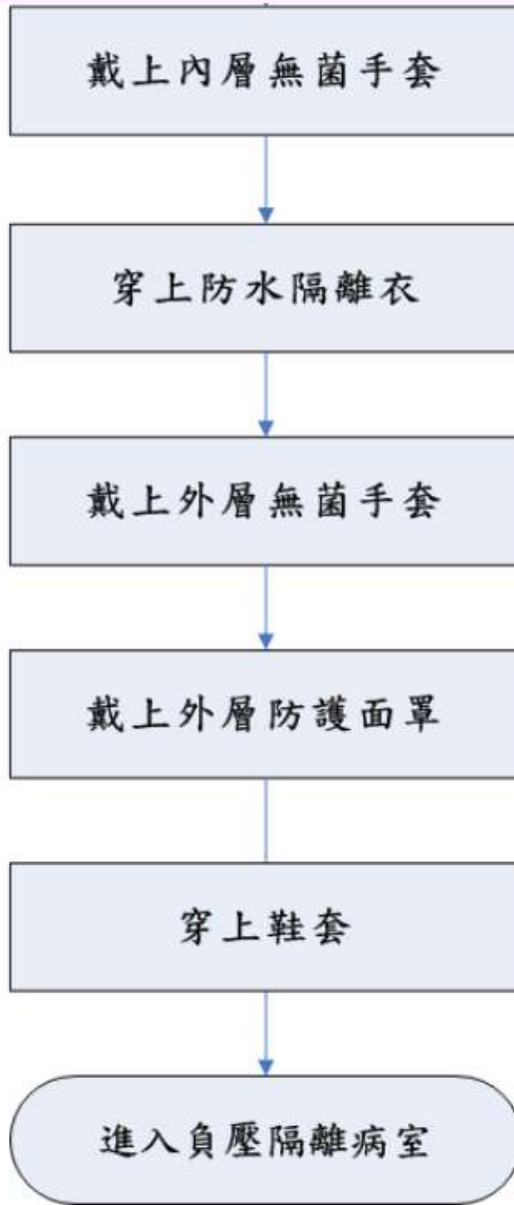 戴上內層無菌手套
穿上防水隔離衣
戴上外層無菌手套
戴上外層防護面罩
穿上鞋套
進入負壓隔離病室